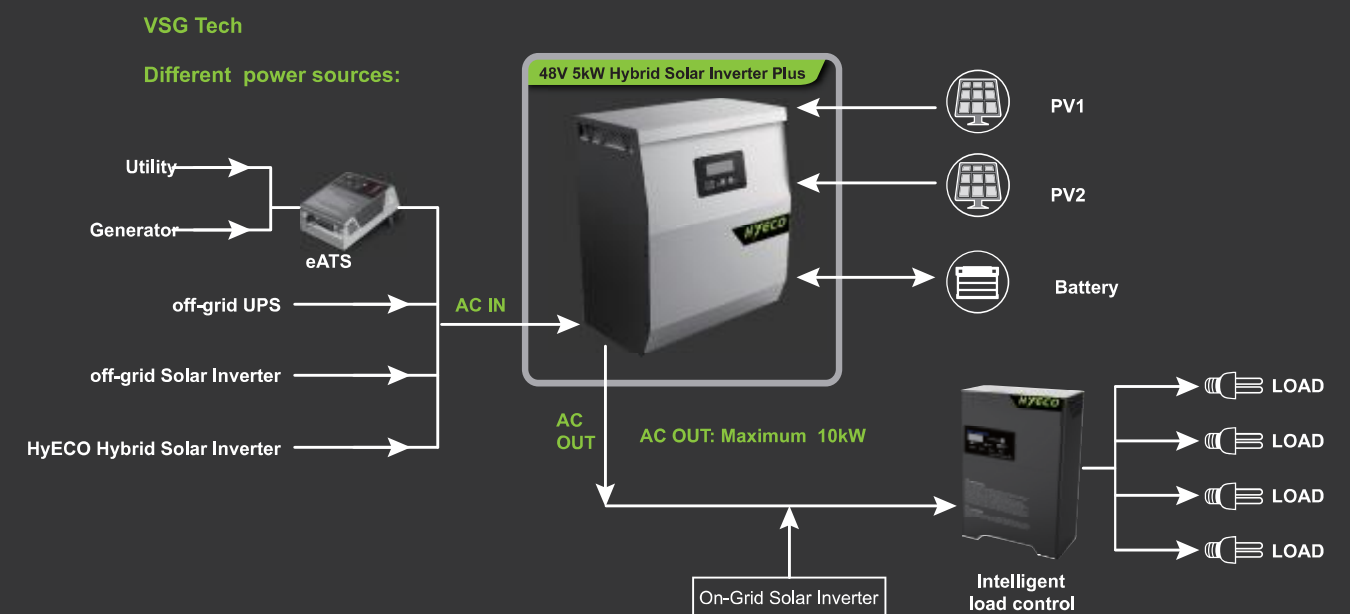 VSG Tech
Different power sources:
48V 5kW Hybrid Solar Inverter Plus
PV1
PV2
Battery
HYECO
Utility
Generator
eATS
off-grid UPS
off-grid Solar Inverter
HyECO Hybrid Solar Inverter
AC IN
AC
OUT
AC OUT: Maximum 10kW
HYECO
LOAD
LOAD
LOAD
LOAD
Intelligent
load control
On-Grid Solar Inverter